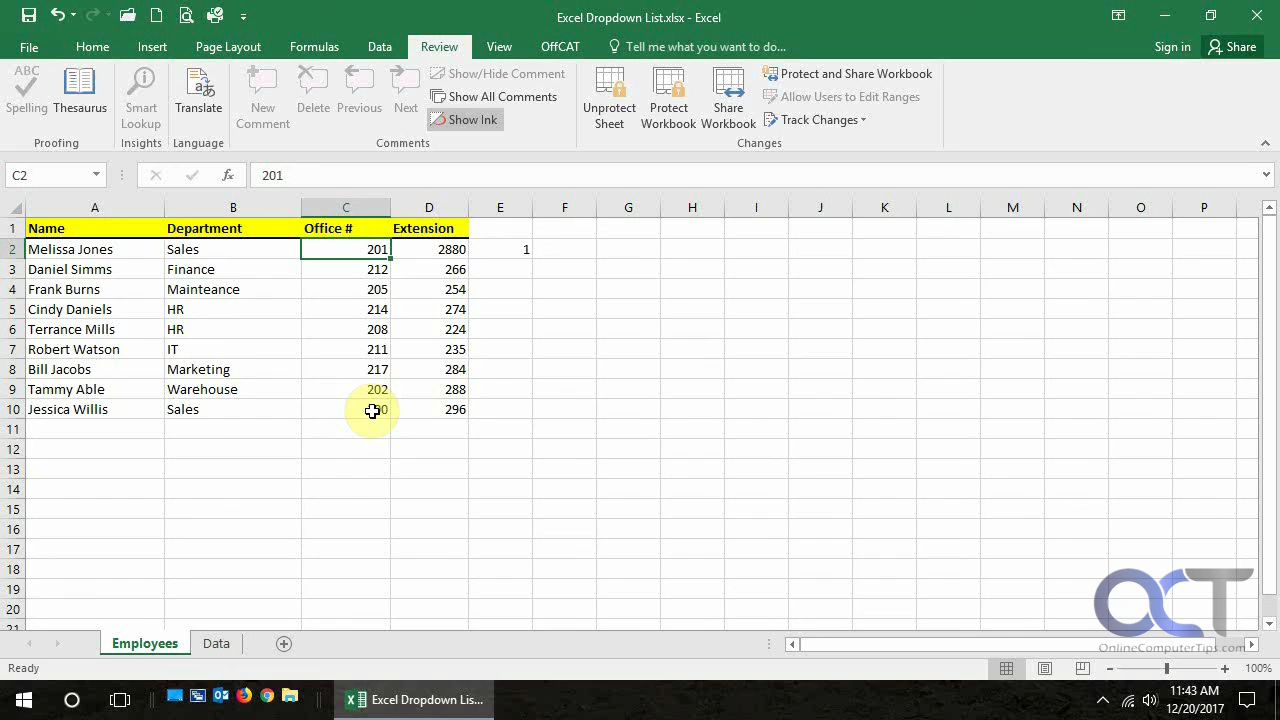 Excel Dropdown List.xlsx - Excel
File Home Insert Page Layout Formulas Data Review View OffCAT Tell me what you want to do... Sign in Share
ABC
Spelling Thesaurus Smart Lookup Translate New Comment Delete Previous Next
Show/Hide Comment
Show All Comments
Show Ink
Unprotect Sheet Protect Workbook Share Workbook
Protect and Share Workbook
Allow Users to Edit Ranges
Track Changes
Proofing Insights Language Comments Changes
C2 fx 201
A B C D E F G H I J K L M N O P
1 Name Department Office # Extension
2 Melissa Jones Sales 201 2880 1
3 Daniel Simms Finance 212 266
4 Frank Burns Mainteance 205 254
5 Cindy Daniels HR 214 274
6 Terrance Mills HR 208 224
7 Robert Watson IT 211 235
8 Bill Jacobs Marketing 217 284
9 Tammy Able Warehouse 202 288
10 Jessica Willis Sales 296
11
12
13
14
15
16
17
18
19
20
21
OCT
OnlineComputerTips.com
Employees Data
Ready 100%
Excel Dropdown Lis... 11:43 AM
12/20/2017